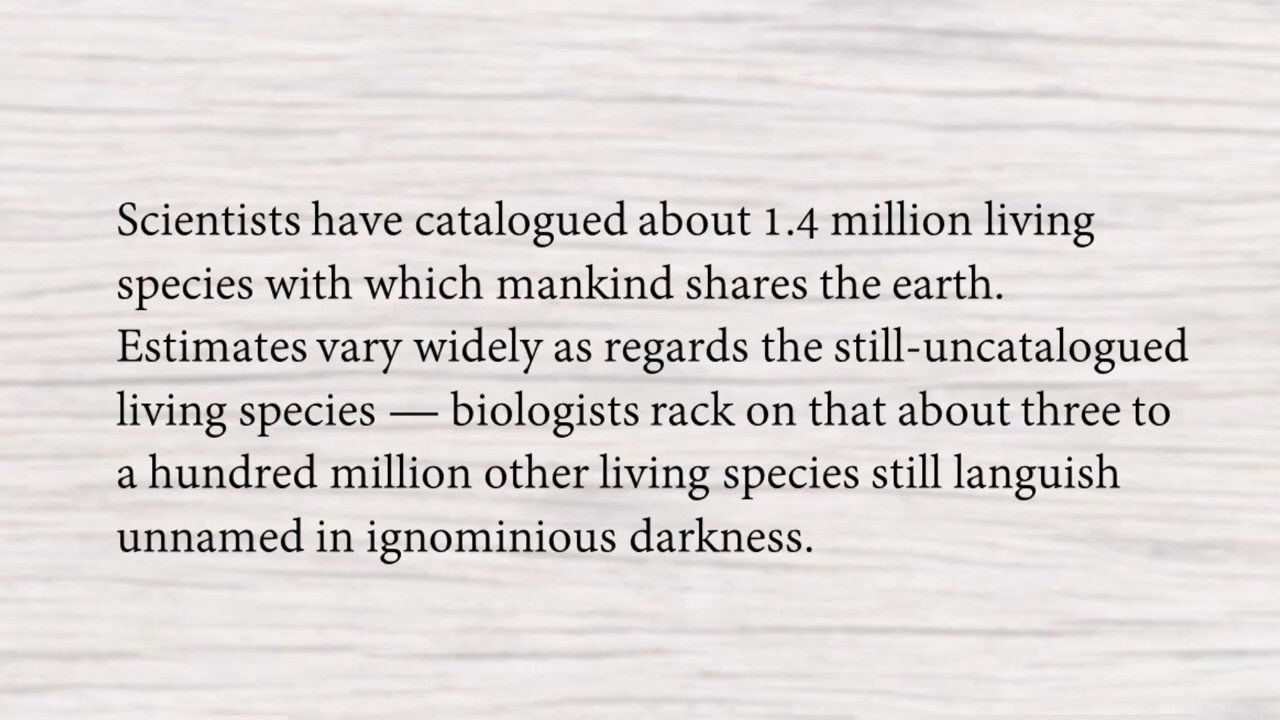 Scientists have catalogued about 1.4 million living
species with which mankind shares the earth.
Estimates vary widely as regards the still-uncatalogued
living species — biologists rack on that about three to
a hundred million other living species still languish
unnamed in ignominious darkness.